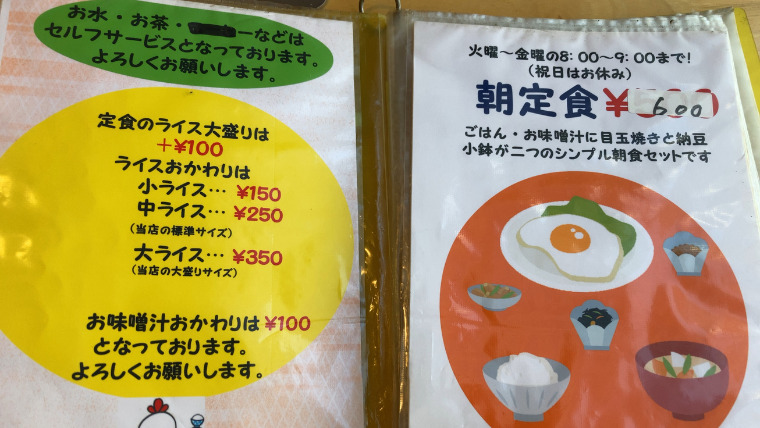 お水・お茶・ーなどは
セルフサービスとなっております。
よろしくお願いします。
定食のライス大盛りは
+¥100
ライスおかわりは
小ライス…¥150
中ライス…¥250
(当店の標準サイズ)
大ライス…¥350
(当店の大盛りサイズ)
お味噌汁おかわりは¥100
となっております。
よろしくお願いします。
火曜～金曜の8:00～9:00まで!
(祝日はお休み)
朝定食¥600
ごはん・お味噌汁に目玉焼きと納豆
小鉢が二つのシンプル朝食セットです